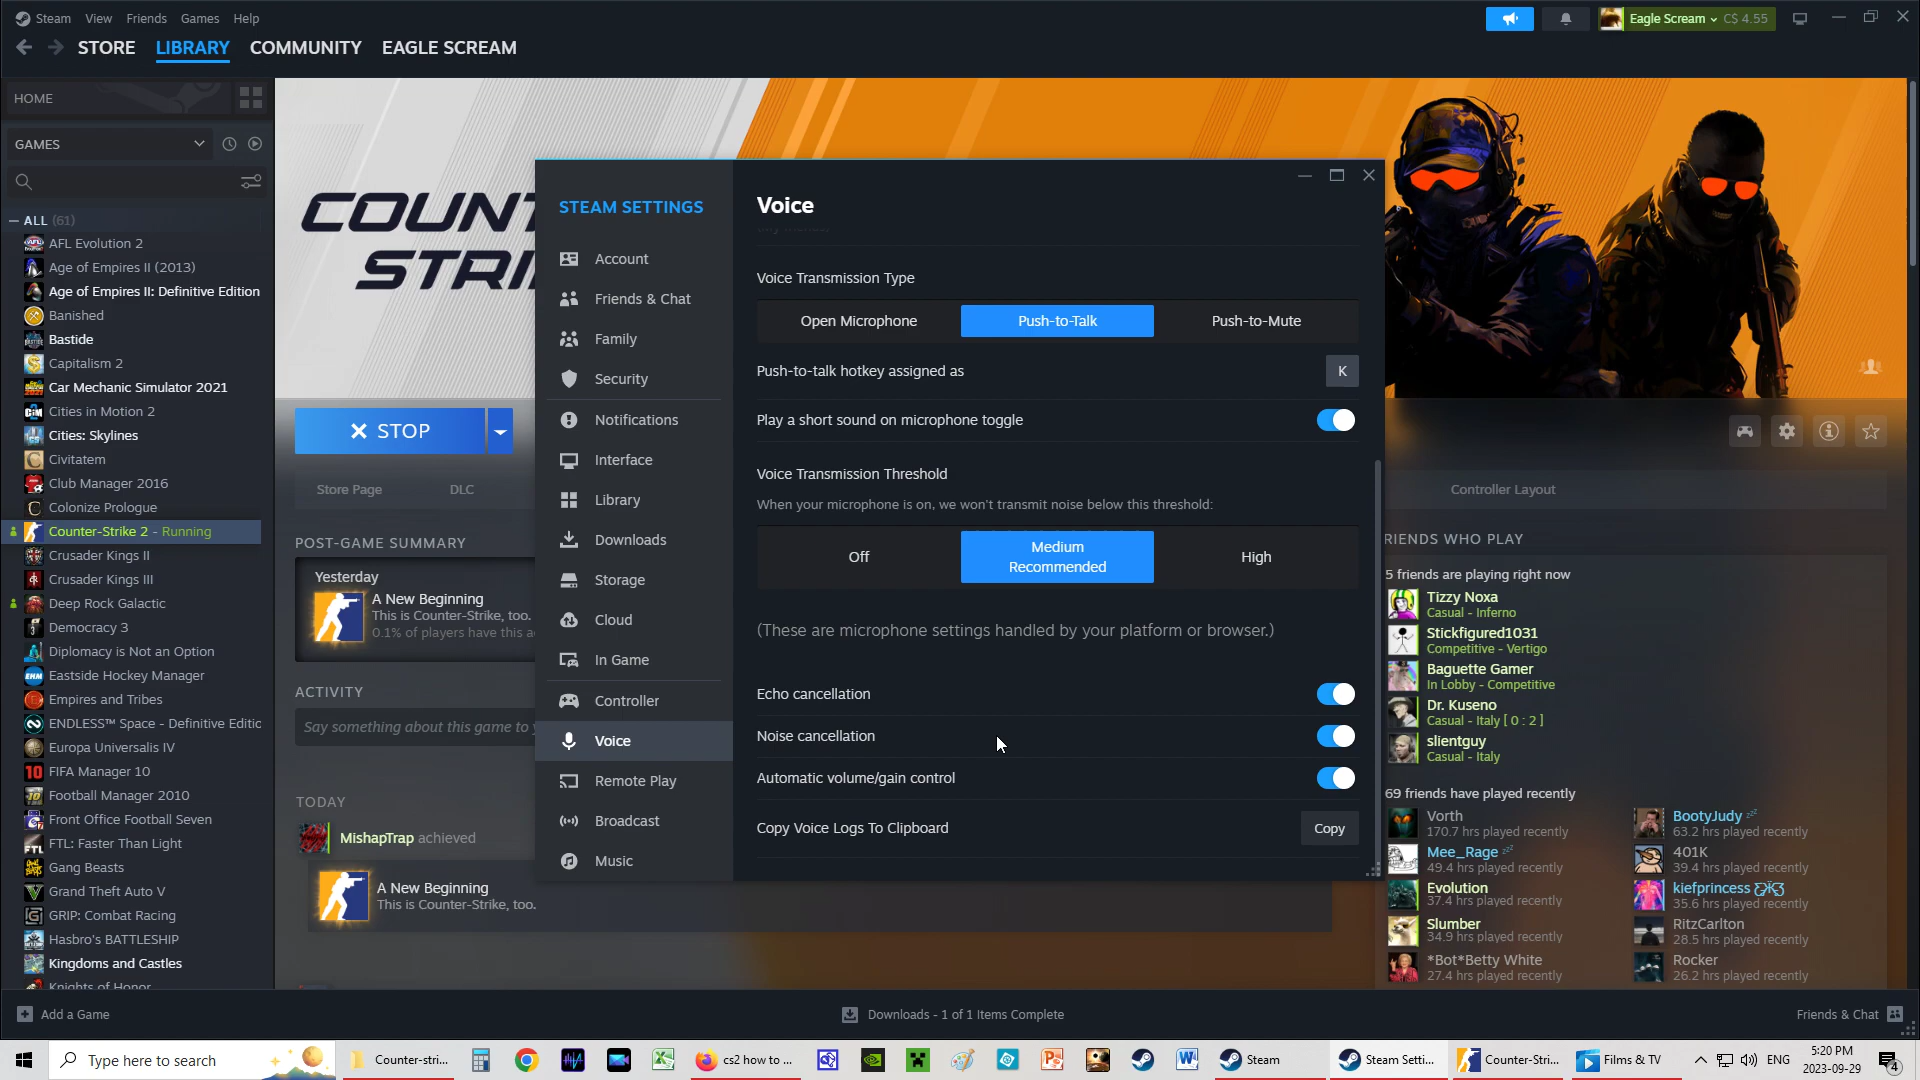 Steam View Friends Games Help
Eagle Scream C$ 4.55
STORE LIBRARY COMMUNITY EAGLE SCREAM
HOME
GAMES
ALL (61)
AFL Evolution 2
Age of Empires II (2013)
Age of Empires II: Definitive Edition
Banished
Bastide
Capitalism 2
Car Mechanic Simulator 2021
Cities in Motion 2
Cities: Skylines
Civitatem
Club Manager 2016
Colonize Prologue
Counter-Strike 2 - Running
Crusader Kings II
Crusader Kings III
Deep Rock Galactic
Democracy 3
Diplomacy is Not an Option
Eastside Hockey Manager
Empires and Tribes
ENDLESS™ Space - Definitive Editic
Europa Universalis IV
FIFA Manager 10
Football Manager 2010
Front Office Football Seven
FTL: Faster Than Light
Gang Beasts
Grand Theft Auto V
GRIP: Combat Racing
Hasbro's BATTLESHIP
Kingdoms and Castles
Knights of Honor
COUNT
STRI
STOP
Store Page DLC
POST-GAME SUMMARY
Yesterday
A New Beginning
This is Counter-Strike, too.
0.1% of players have this a
ACTIVITY
Say something about this game to y
TODAY
MishapTrap achieved
A New Beginning
This is Counter-Strike, too.
STEAM SETTINGS
Account
Friends & Chat
Family
Security
Notifications
Interface
Library
Downloads
Storage
Cloud
In Game
Controller
Voice
Remote Play
Broadcast
Music
Voice
Voice Transmission Type
Open Microphone Push-to-Talk Push-to-Mute
Push-to-talk hotkey assigned as K
Play a short sound on microphone toggle
Voice Transmission Threshold
When your microphone is on, we won't transmit noise below this threshold:
Off Medium Recommended High
(These are microphone settings handled by your platform or browser.)
Echo cancellation
Noise cancellation
Automatic volume/gain control
Copy Voice Logs To Clipboard Copy
Controller Layout
RIENDS WHO PLAY
5 friends are playing right now
Tizzy Noxa
Casual - Inferno
Stickfigured1031
Competitive - Vertigo
Baguette Gamer
In Lobby - Competitive
Dr. Kuseno
Casual - Italy [ 0 : 2 ]
slientguy
Casual - Italy
69 friends have played recently
Vorth
170.7 hrs played recently
BootyJudy zzz
63.2 hrs played recently
Mee_Rage zzz
49.4 hrs played recently
401K
39.4 hrs played recently
Evolution
37.4 hrs played recently
kiefprincess
35.6 hrs played recently
Slumber
34.9 hrs played recently
RitzCarlton
28.5 hrs played recently
*Bot*Betty White
27.4 hrs played recently
Rocker
26.2 hrs played recently
Add a Game
Downloads - 1 of 1 Items Complete
Friends & Chat
Type here to search
Counter-stri...
cs2 how to ...
Steam
Steam Setti...
Counter-Stri...
Films & TV
ENG
5:20 PM
2023-09-29
4